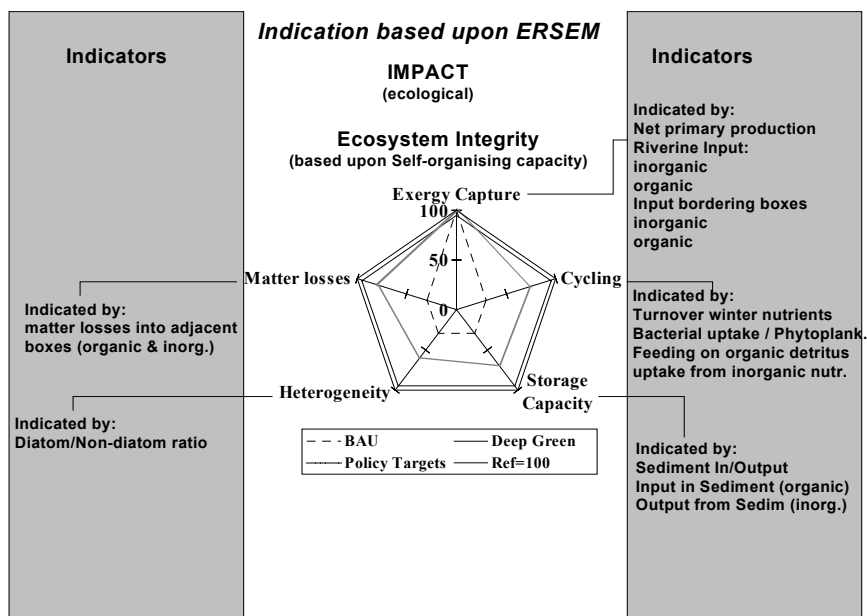 Indication based upon ERSEM
Indicators
Indicators
IMPACT
(ecological)
Ecosystem Integrity
(based upon Self-organising capacity)
Indicated by:
Net primary production
Riverine Input:
inorganic
organic
Input bordering boxes
inorganic
organic
Exergy Capture
100
50
0
Matter losses
Cycling
Indicated by:
matter losses into adjacent
boxes (organic & inorg.)
Indicated by:
Turnover winter nutrients
Bacterial uptake / Phytoplank.
Feeding on organic detritus
uptake from inorganic nutr.
Heterogeneity
Storage
Capacity
Indicated by:
Diatom/Non-diatom ratio
BAU
Deep Green
Policy Targets
Ref=100
Indicated by:
Sediment In/Output
Input in Sediment (organic)
Output from Sedim (inorg.)